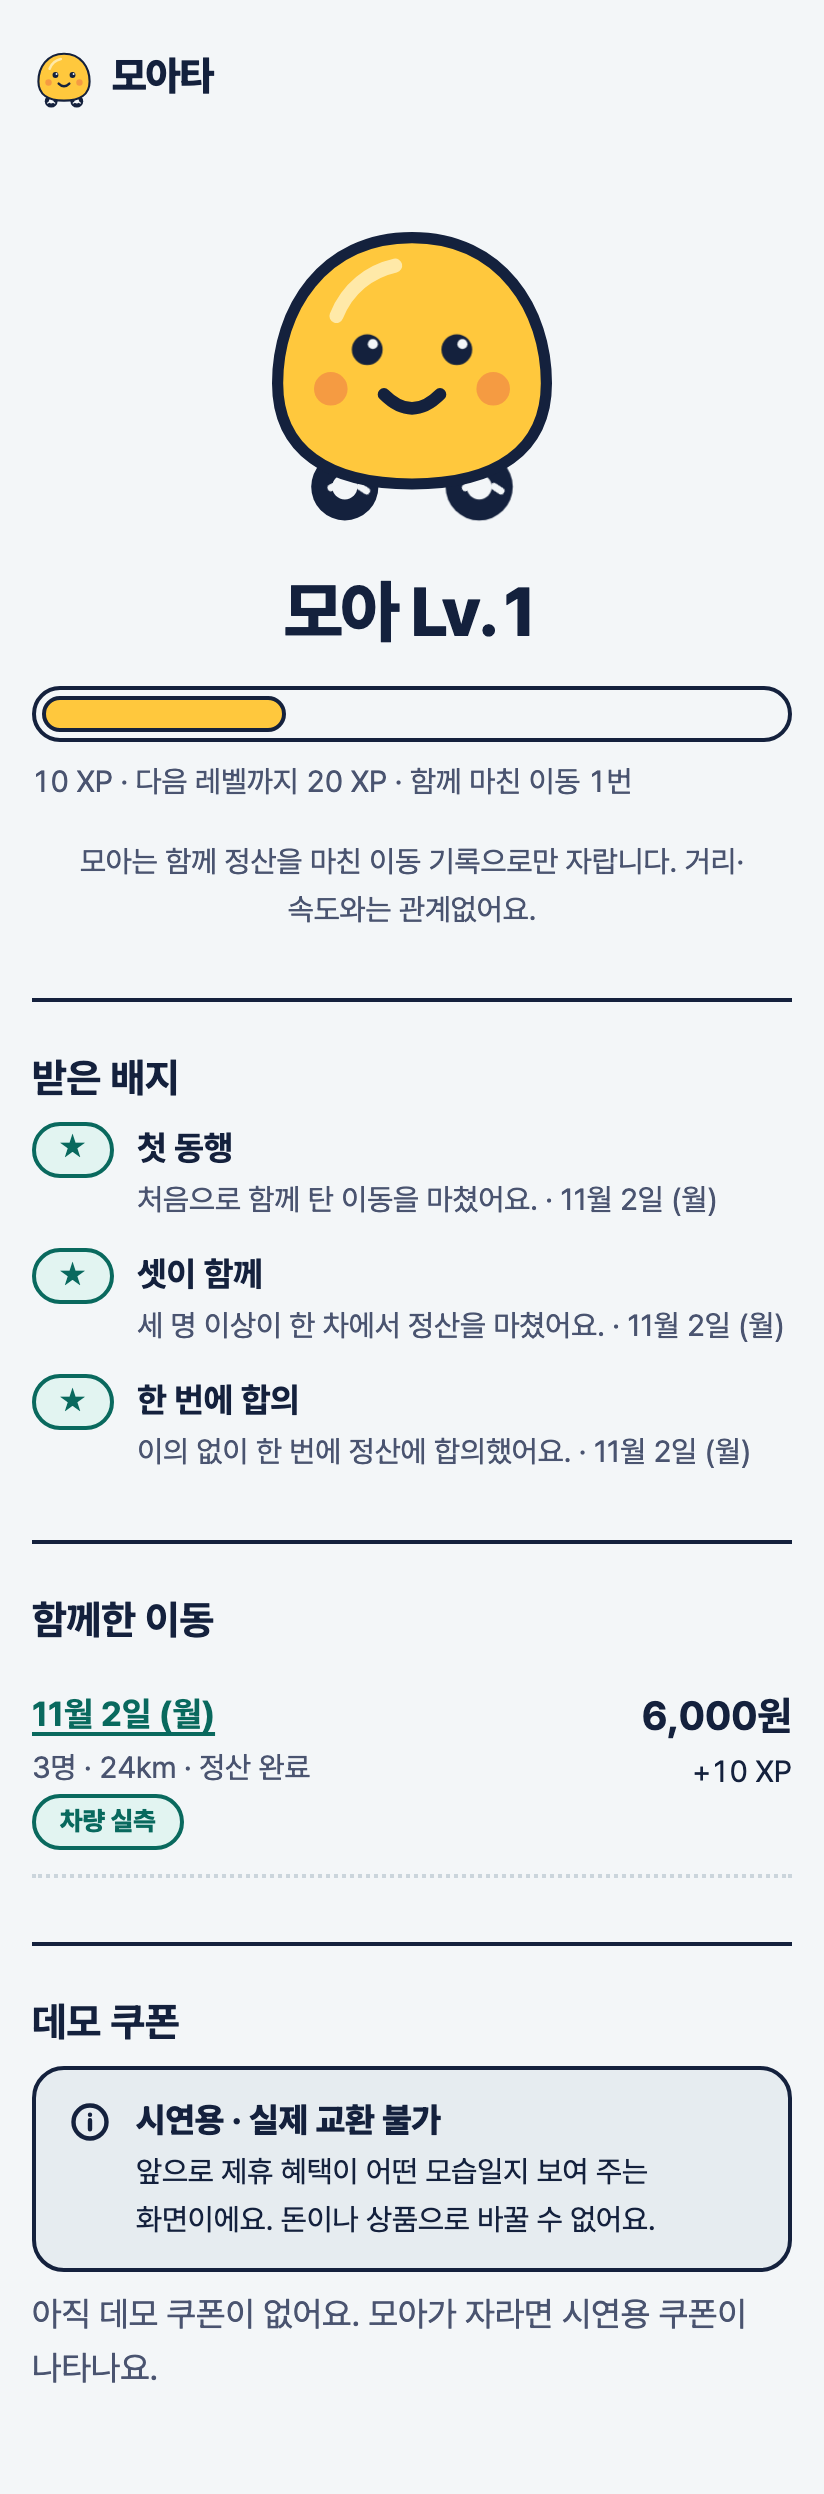 모아타
모아 Lv.1
10 XP · 다음 레벨까지 20 XP · 함께 마친 이동 1번
모아는 함께 정산을 마친 이동 기록으로만 자랍니다. 거리·
속도와는 관계없어요.
받은 배지
★ 첫 동행
처음으로 함께 탄 이동을 마쳤어요. · 11월 2일 (월)
★ 셋이 함께
세 명 이상이 한 차에서 정산을 마쳤어요. · 11월 2일 (월)
★ 한 번에 합의
이의 없이 한 번에 정산에 합의했어요. · 11월 2일 (월)
함께한 이동
11월 2일 (월) 6,000원
3명 · 24km · 정산 완료 +10 XP
차량 실측
데모 쿠폰
시연용 · 실제 교환 불가
앞으로 제휴 혜택이 어떤 모습일지 보여 주는
화면이에요. 돈이나 상품으로 바꿀 수 없어요.
아직 데모 쿠폰이 없어요. 모아가 자라면 시연용 쿠폰이
나타나요.